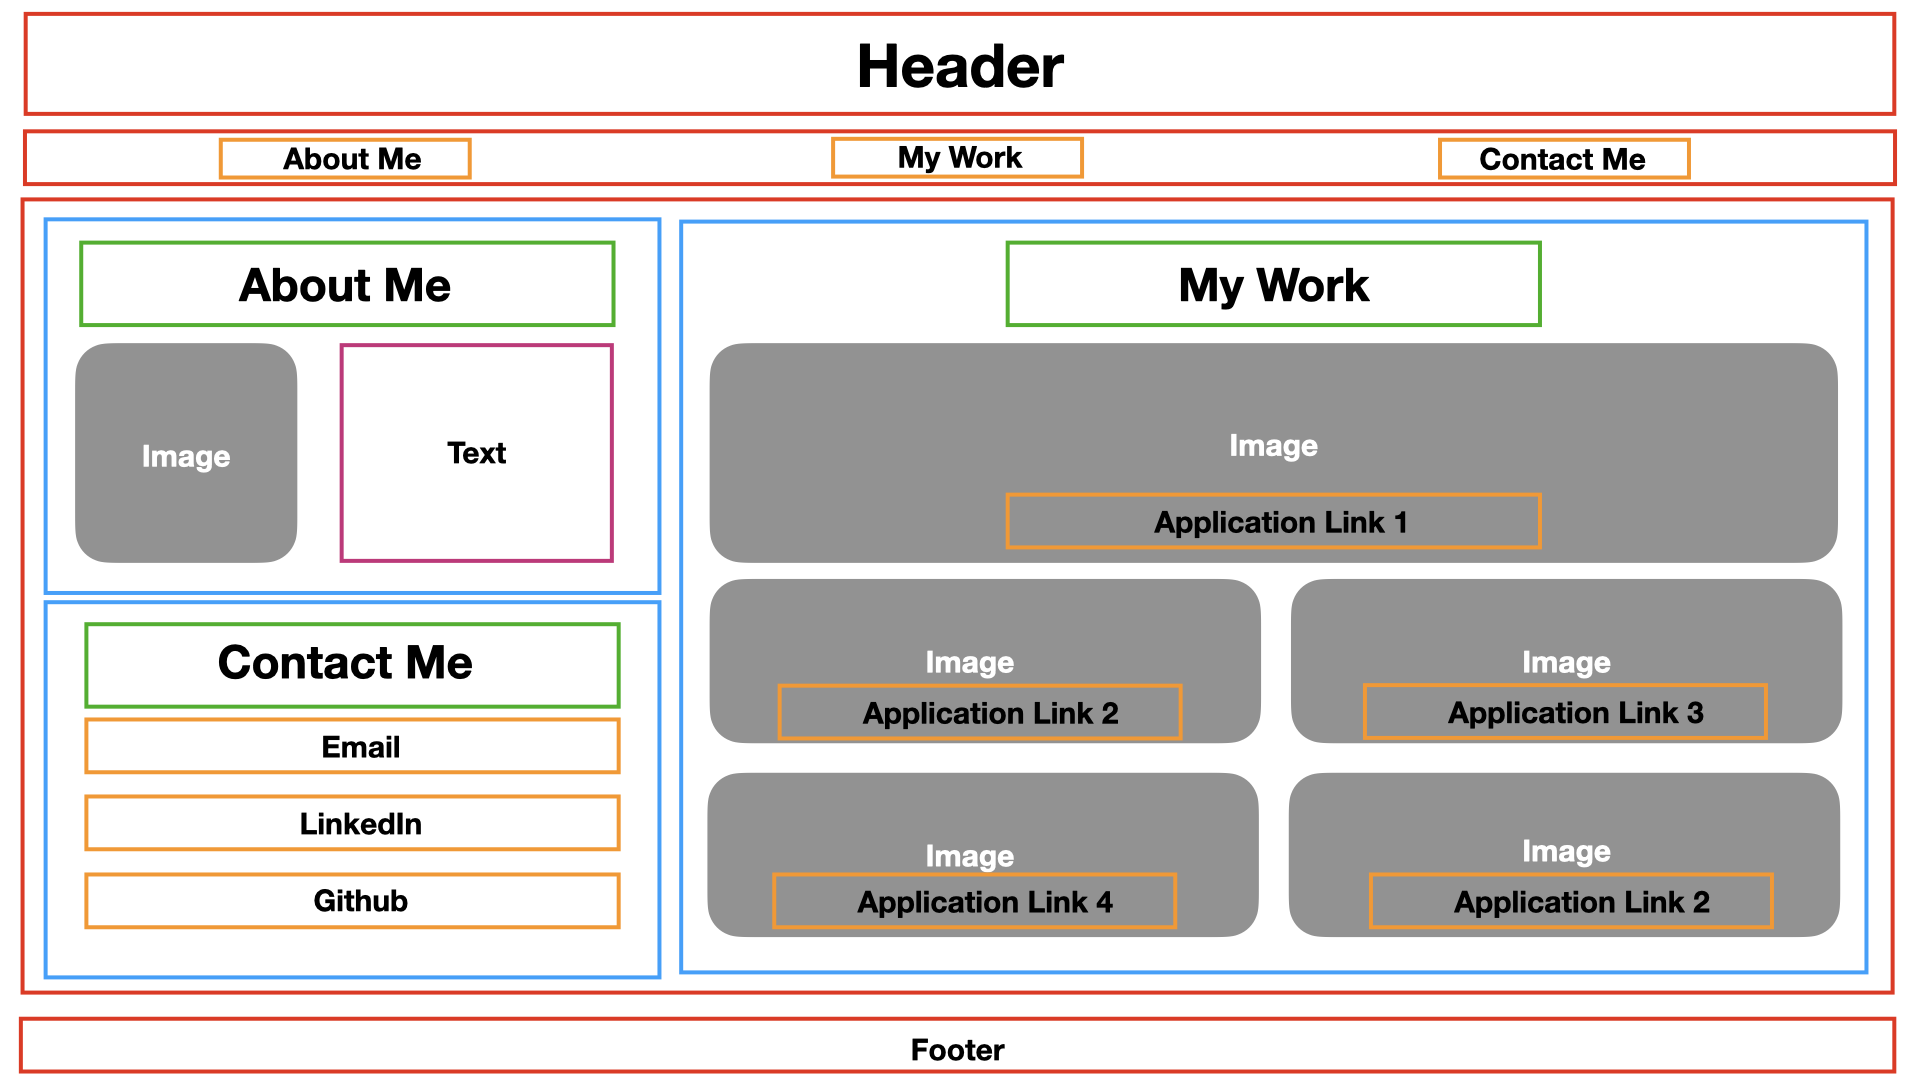 Header
About Me
My Work
Contact Me
About Me
Image
Text
Contact Me
Email
LinkedIn
Github
My Work
Image
Application Link 1
Image
Application Link 2
Image
Application Link 3
Image
Application Link 4
Image
Application Link 2
Footer